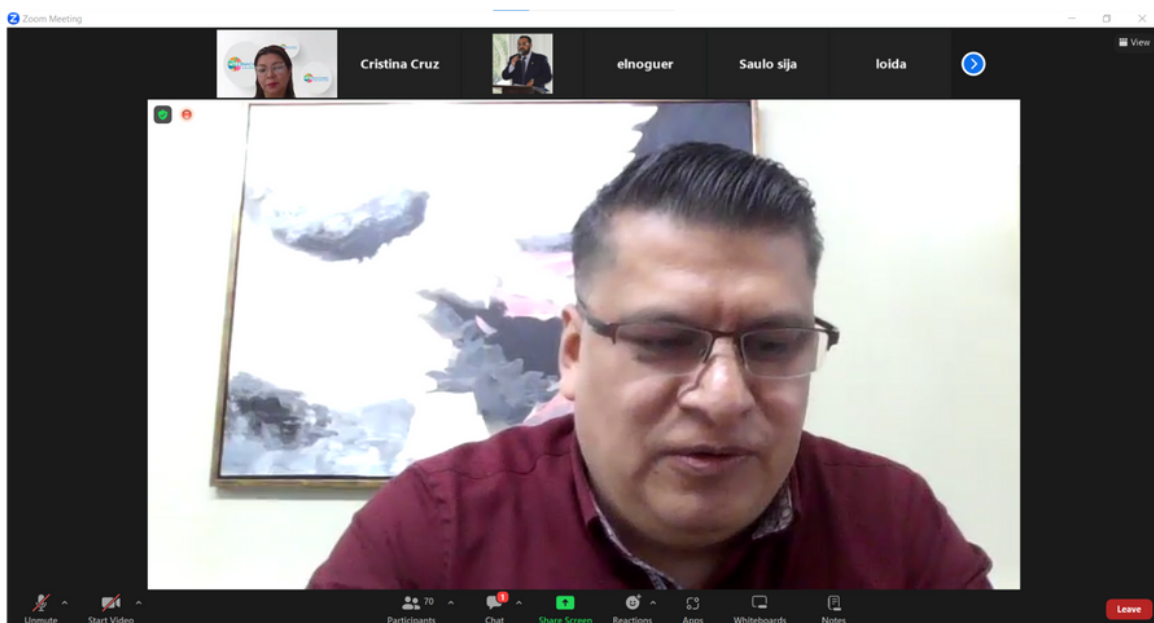 Zoom Meeting
View
Cristina Cruz
elnoguer
Saulo sija
loida
70
1
Unmute
Start Video
Participants
Chat
Share Screen
Reactions
Apps
Whiteboards
Notes
Leave